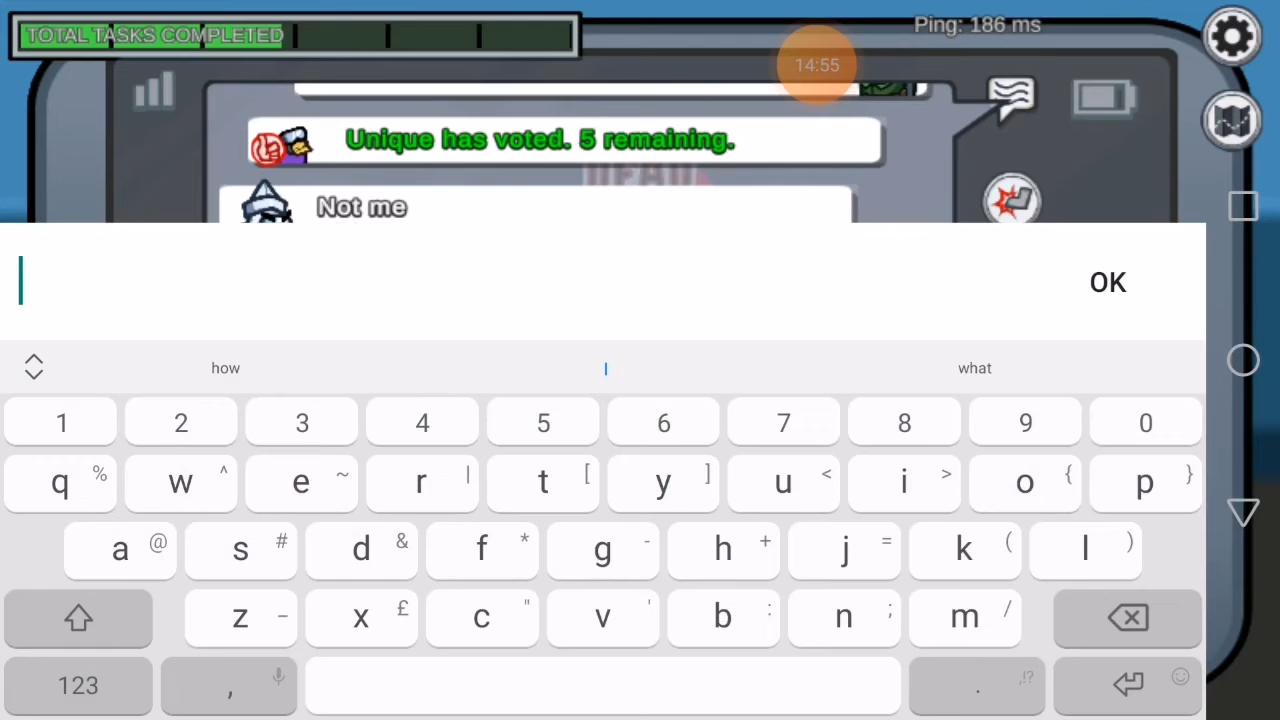 TOTAL TASKS COMPLETED
Ping: 186 ms
14:55
Unique has voted. 5 remaining.
DEAD
Not me
OK
how I what
1 2 3 4 5 6 7 8 9 0
q % w ^ e ~ r | t [ y ] u < i > o { p }
a @ s # d & f * g - h + j = k ( l )
z _ x £ c " v ' b : n ; m /
123 , . ,!?